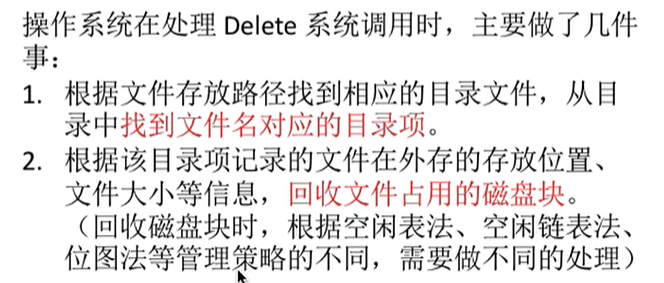 操作系统在处理 Delete 系统调用时，主要做了几件
事：
1. 根据文件存放路径找到相应的目录文件，从目
录中找到文件名对应的目录项。
2. 根据该目录项记录的文件在外存的存放位置、
文件大小等信息，回收文件占用的磁盘块。
（回收磁盘块时，根据空闲表法、空闲链表法、
位图法等管理策略的不同，需要做不同的处理）